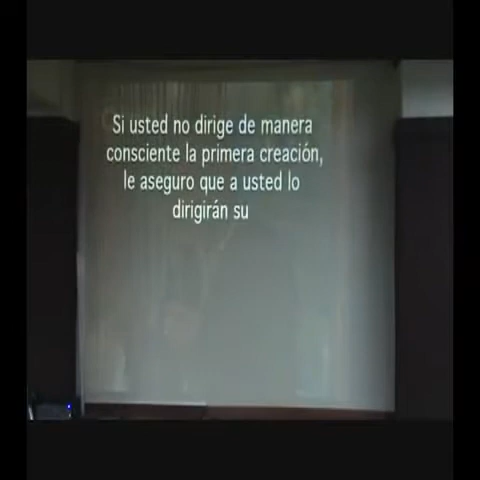 Si usted no dirige de manera
consciente la primera creación,
le aseguro que a usted lo
dirigirán su